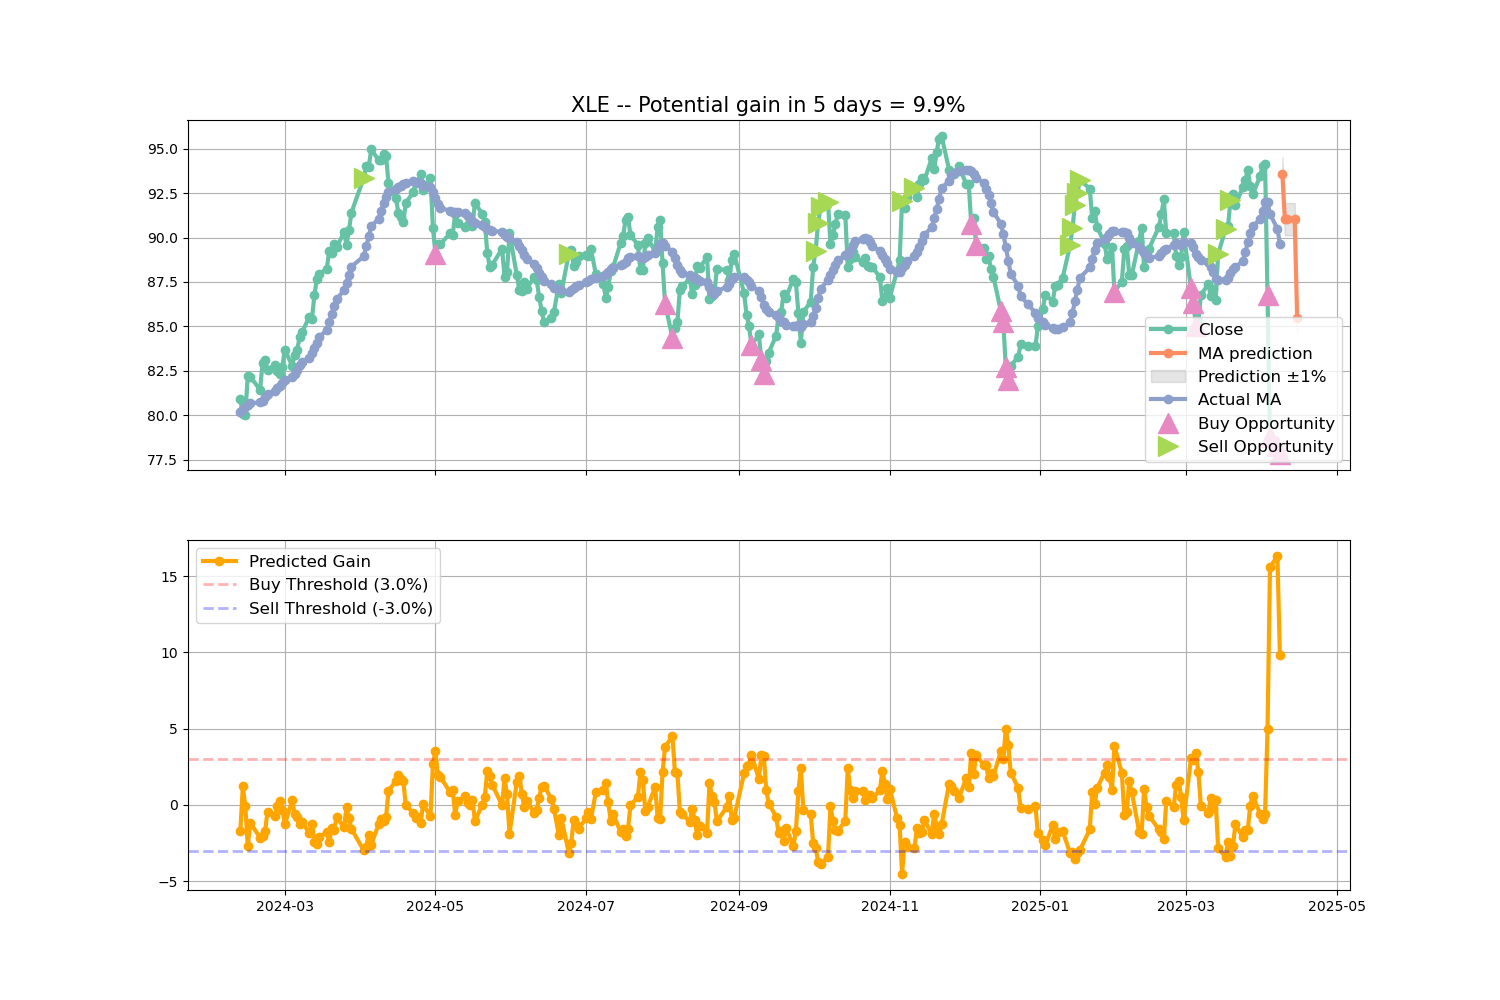 XLE -- Potential gain in 5 days = 9.9%
95.0
92.5
90.0
87.5
85.0
82.5
80.0
77.5
Close
MA prediction
Prediction ±1%
Actual MA
Buy Opportunity
Sell Opportunity
15
10
5
0
−5
Predicted Gain
Buy Threshold (3.0%)
Sell Threshold (-3.0%)
2024-03
2024-05
2024-07
2024-09
2024-11
2025-01
2025-03
2025-05